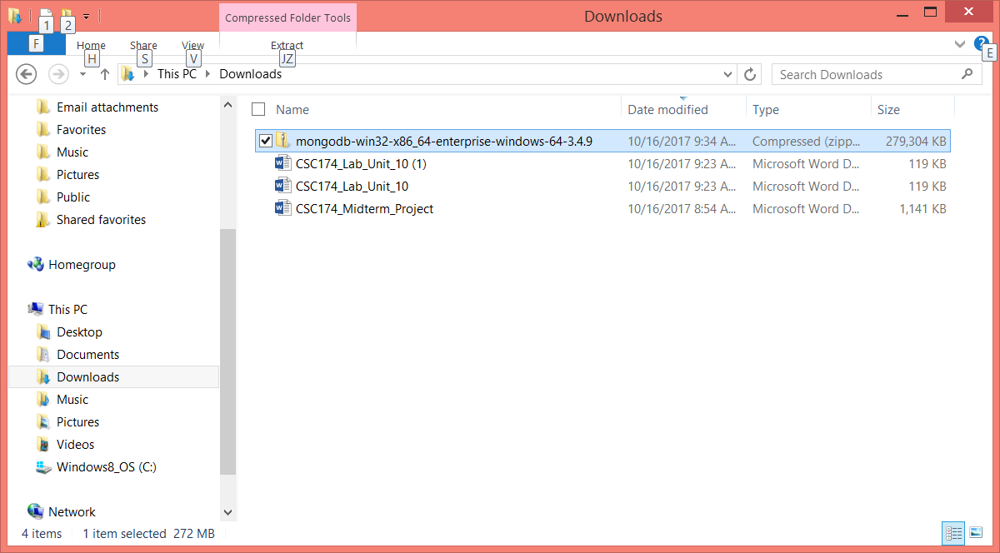 Compressed Folder Tools
Downloads
1 2
F
Home Share View Extract
H S V JZ E
This PC Downloads
Search Downloads
Email attachments
Favorites
Music
Pictures
Public
Shared favorites
Homegroup
This PC
Desktop
Documents
Downloads
Music
Pictures
Videos
Windows8_OS (C:)
Network
Name Date modified Type Size
mongodb-win32-x86_64-enterprise-windows-64-3.4.9 10/16/2017 9:34 A... Compressed (zipp... 279,304 KB
CSC174_Lab_Unit_10 (1) 10/16/2017 9:23 A... Microsoft Word D... 119 KB
CSC174_Lab_Unit_10 10/16/2017 9:23 A... Microsoft Word D... 119 KB
CSC174_Midterm_Project 10/16/2017 8:54 A... Microsoft Word D... 1,141 KB
4 items 1 item selected 272 MB